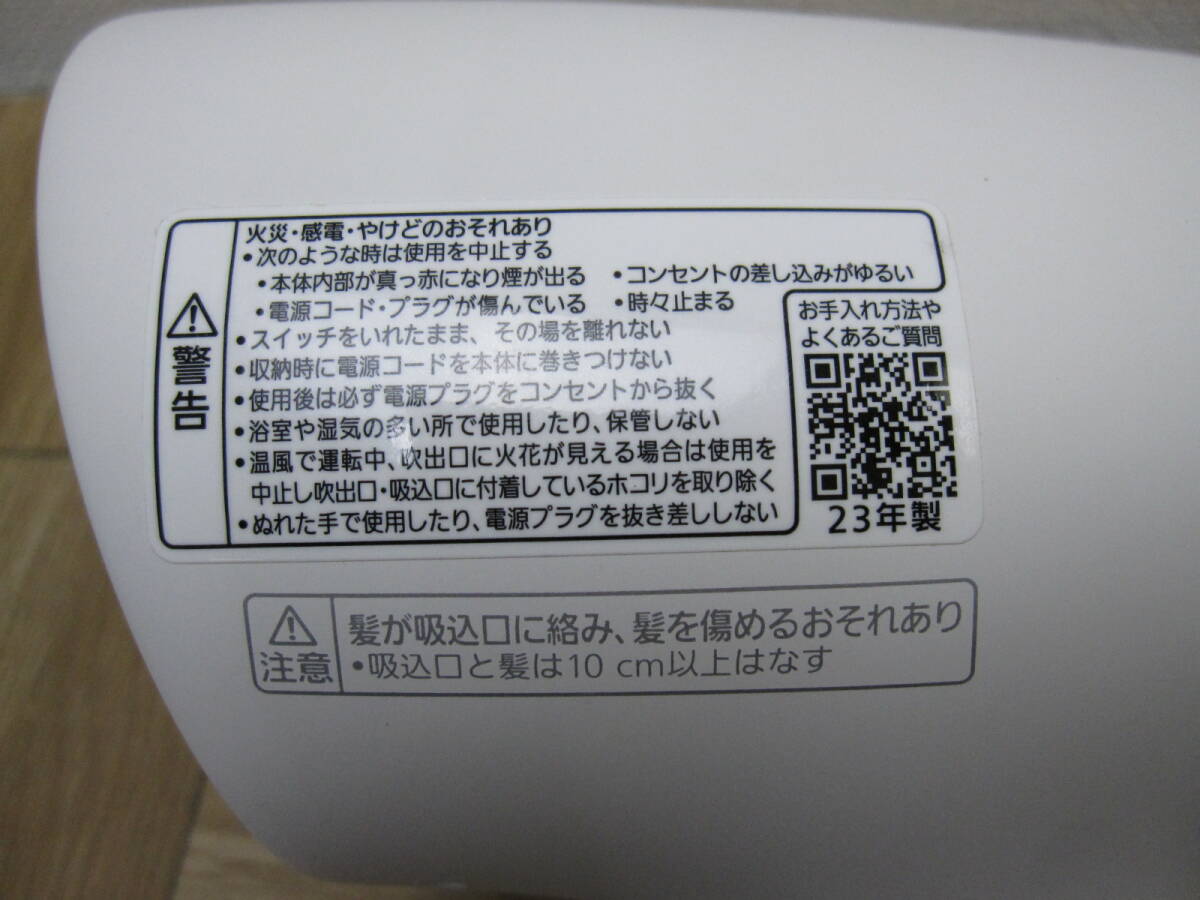 警告
火災・感電・やけどのおそれあり
•次のような時は使用を中止する
•本体内部が真っ赤になり煙が出る •コンセントの差し込みがゆるい
•電源コード・プラグが傷んでいる •時々止まる
•スイッチをいれたまま、その場を離れない
•収納時に電源コードを本体に巻きつけない
•使用後は必ず電源プラグをコンセントから抜く
•浴室や湿気の多い所で使用したり、保管しない
•温風で運転中、吹出口に火花が見える場合は使用を
中止し吹出口・吸込口に付着しているホコリを取り除く
•ぬれた手で使用したり、電源プラグを抜き差ししない
お手入れ方法や
よくあるご質問
23年製
注意
髪が吸込口に絡み、髪を傷めるおそれあり
•吸込口と髪は10 cm以上はなす